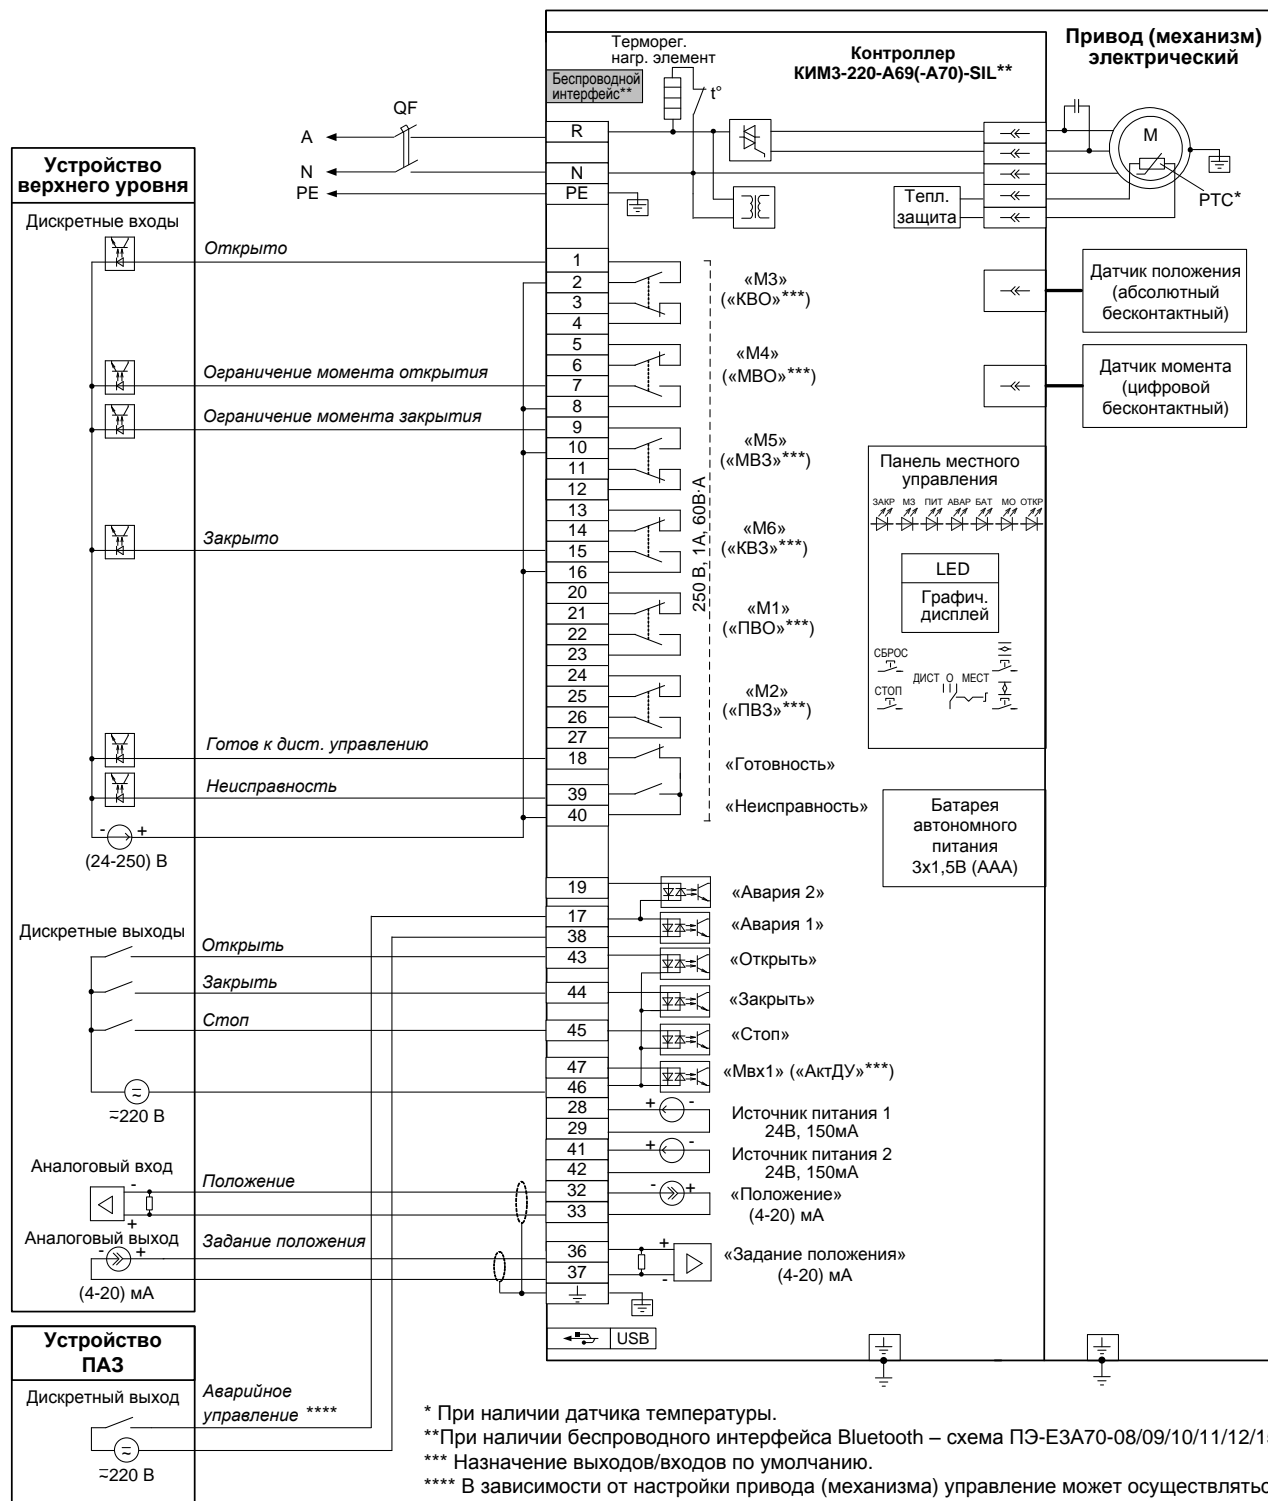 Привод (механизм)
электрический
Контроллер
КИМ3-220-А69(-А70)-SIL**
Терморег.
нагр. элемент
Беспроводной
интерфейс**
t°
QF
A
N
PE
R
N
PE
M
PTC*
Тепл.
защита
Устройство
верхнего уровня
Дискретные входы
Открыто
Ограничение момента открытия
Ограничение момента закрытия
Закрыто
Готов к дист. управлению
Неисправность
- +
(24-250) В
1
2
3
4
5
6
7
8
9
10
11
12
13
14
15
16
20
21
22
23
24
25
26
27
18
39
40
«М3»
(«КВО»***)
«М4»
(«МВО»***)
«М5»
(«МВЗ»***)
«М6»
(«КВЗ»***)
«М1»
(«ПВО»***)
«М2»
(«ПВЗ»***)
«Готовность»
«Неисправность»
250 В, 1А, 60В·А
Датчик положения
(абсолютный
бесконтактный)
Датчик момента
(цифровой
бесконтактный)
Панель местного
управления
ЗАКР МЗ ПИТ АВАР БАТ МО ОТКР
LED
Графич.
дисплей
СБРОС
СТОП
ДИСТ О МЕСТ
Батарея
автономного
питания
3х1,5В (ААА)
Дискретные выходы
Открыть
Закрыть
Стоп
≂220 В
19
17
38
43
44
45
47
46
28
29
41
42
32
33
36
37
«Авария 2»
«Авария 1»
«Открыть»
«Закрыть»
«Стоп»
«Мвх1» («АктДУ»***)
+ -
Источник питания 1
24В, 150мА
+ -
Источник питания 2
24В, 150мА
- +
«Положение»
(4-20) мА
+
-
«Задание положения»
(4-20) мА
Аналоговый вход
-
+
Положение
Аналоговый выход
- +
Задание положения
(4-20) мА
USB
Устройство
ПАЗ
Дискретный выход
Аварийное
управление ****
≂220 В
* При наличии датчика температуры.
**При наличии беспроводного интерфейса Bluetooth – схема ПЭ-ЕЗА70-08/09/10/11/12/15
*** Назначение выходов/входов по умолчанию.
**** В зависимости от настройки привода (механизма) управление может осуществлятьс